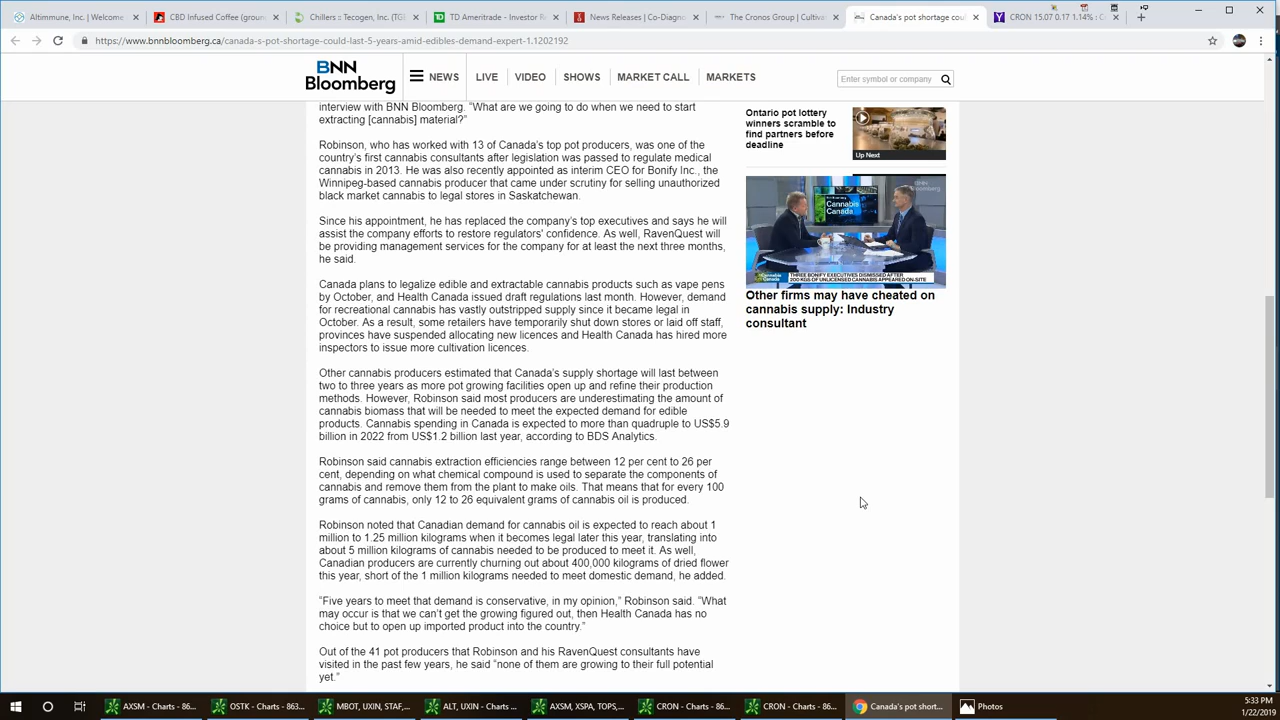 Altimmune, Inc. | Welcome
CBD Infused Coffee (groun
Chillers :: Tecogen, Inc. (TGE
TD Ameritrade - Investor R
News Releases | Co-Diagno
The Cronos Group | Cultiva
Canada's pot shortage cou
CRON 15.07 0.17 1.14% : C
https://www.bnnbloomberg.ca/canada-s-pot-shortage-could-last-5-years-amid-edibles-demand-expert-1.1202192
BNN
Bloomberg
NEWS
LIVE
VIDEO
SHOWS
MARKET CALL
MARKETS
Enter symbol or company
interview with BNN Bloomberg. “What are we going to do when we need to start
extracting [cannabis] material?”
Robinson, who has worked with 13 of Canada's top pot producers, was one of the
country's first cannabis consultants after legislation was passed to regulate medical
cannabis in 2013. He was also recently appointed as interim CEO for Bonify Inc., the
Winnipeg-based cannabis producer that came under scrutiny for selling unauthorized
black market cannabis to legal stores in Saskatchewan.
Since his appointment, he has replaced the company's top executives and says he will
assist the company efforts to restore regulators' confidence. As well, RavenQuest will
be providing management services for the company for at least the next three months,
he said.
Canada plans to legalize edible and extractable cannabis products such as vape pens
by October, and Health Canada issued draft regulations last month. However, demand
for recreational cannabis has vastly outstripped supply since it became legal in
October. As a result, some retailers have temporarily shut down stores or laid off staff,
provinces have suspended allocating new licences and Health Canada has hired more
inspectors to issue more cultivation licences.
Other cannabis producers estimated that Canada's supply shortage will last between
two to three years as more pot growing facilities open up and refine their production
methods. However, Robinson said most producers are underestimating the amount of
cannabis biomass that will be needed to meet the expected demand for edible
products. Cannabis spending in Canada is expected to more than quadruple to US$5.9
billion in 2022 from US$1.2 billion last year, according to BDS Analytics.
Robinson said cannabis extraction efficiencies range between 12 per cent to 26 per
cent, depending on what chemical compound is used to separate the components of
cannabis and remove them from the plant to make oils. That means that for every 100
grams of cannabis, only 12 to 26 equivalent grams of cannabis oil is produced.
Robinson noted that Canadian demand for cannabis oil is expected to reach about 1
million to 1.25 million kilograms when it becomes legal later this year, translating into
about 5 million kilograms of cannabis needed to be produced to meet it. As well,
Canadian producers are currently churning out about 400,000 kilograms of dried flower
this year, short of the 1 million kilograms needed to meet domestic demand, he added.
“Five years to meet that demand is conservative, in my opinion,” Robinson said. “What
may occur is that we can't get the growing figured out, then Health Canada has no
choice but to open up imported product into the country.”
Out of the 41 pot producers that Robinson and his RavenQuest consultants have
visited in the past few years, he said “none of them are growing to their full potential
yet.”
Ontario pot lottery
winners scramble to
find partners before
deadline
Up Next
BNN Bloomberg
Cannabis
Canada
THREE BONIFY EXECUTIVES DISMISSED AFTER
200 KGS OF UNLICENSED CANNABIS APPEARED ON-SITE
Other firms may have cheated on
cannabis supply: Industry
consultant
AXSM - Charts - 86...
OSTK - Charts - 863...
MBOT, UXIN, STAF,...
ALT, UXIN - Charts ...
AXSM, XSPA, TOPS,...
CRON - Charts - 86...
CRON - Charts - 86...
Canada's pot short...
Photos
5:33 PM
1/22/2019